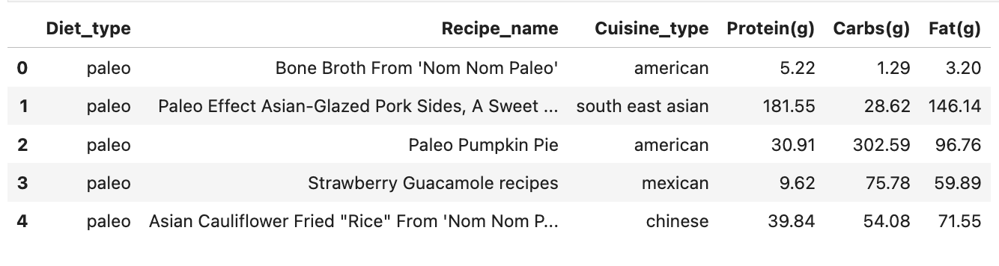 Diet_type Recipe_name Cuisine_type Protein(g) Carbs(g) Fat(g)
0 paleo Bone Broth From 'Nom Nom Paleo' american 5.22 1.29 3.20
1 paleo Paleo Effect Asian-Glazed Pork Sides, A Sweet ... south east asian 181.55 28.62 146.14
2 paleo Paleo Pumpkin Pie american 30.91 302.59 96.76
3 paleo Strawberry Guacamole recipes mexican 9.62 75.78 59.89
4 paleo Asian Cauliflower Fried "Rice" From 'Nom Nom P... chinese 39.84 54.08 71.55